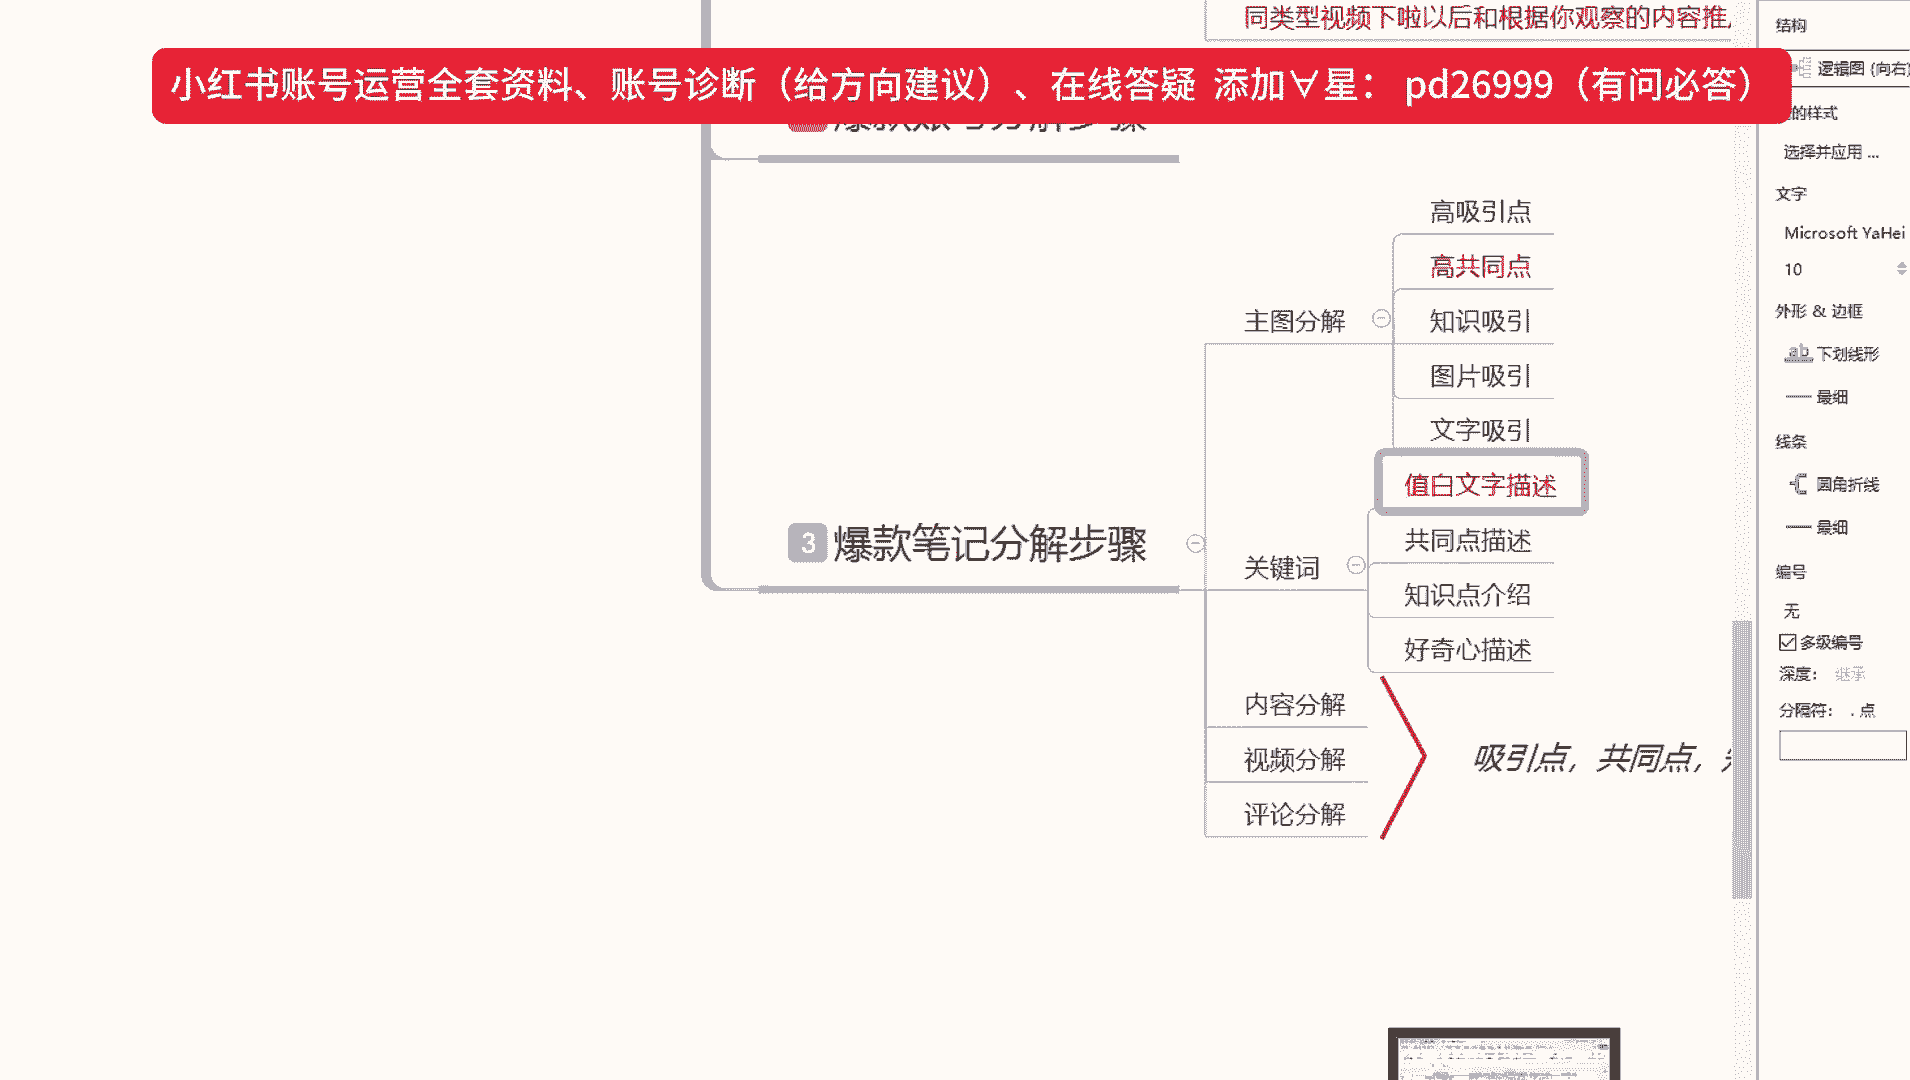 同类型视频下啦以后和根据你观察的内容推
小红书账号运营全套资料、账号诊断（给方向建议）、在线答疑 添加∀星： pd26999（有问必答）
爆款账号分解步骤
高吸引点
高共同点
主图分解
知识吸引
图片吸引
文字吸引
值白文字描述
3 爆款笔记分解步骤
共同点描述
关键词
知识点介绍
好奇心描述
内容分解
视频分解
吸引点，共同点，
评论分解
结构
逻辑图 (向右)
的样式
选择并应用 ...
文字
Microsoft YaHei
10
外形 & 边框
ab 下划线形
最细
线条
圆角折线
最细
编号
无
多级编号
深度： 继承
分隔符： . 点